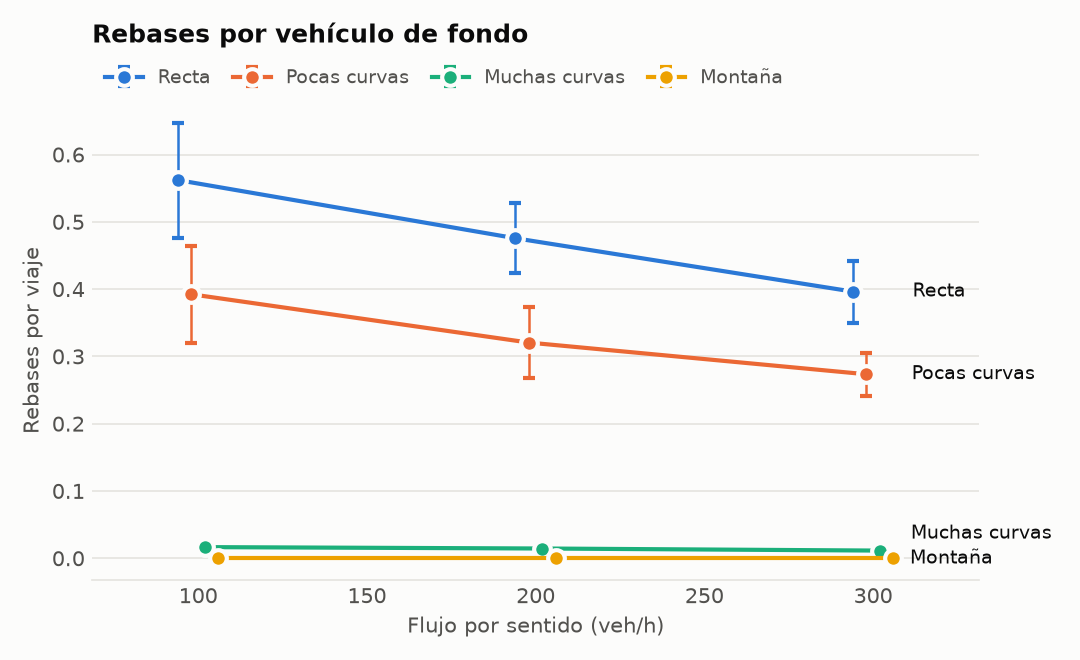 Rebases por vehículo de fondo
Recta Pocas curvas Muchas curvas Montaña
Rebases por viaje
0.6
0.5
0.4
0.3
0.2
0.1
0.0
Recta
Pocas curvas
Muchas curvas
Montaña
100 150 200 250 300
Flujo por sentido (veh/h)